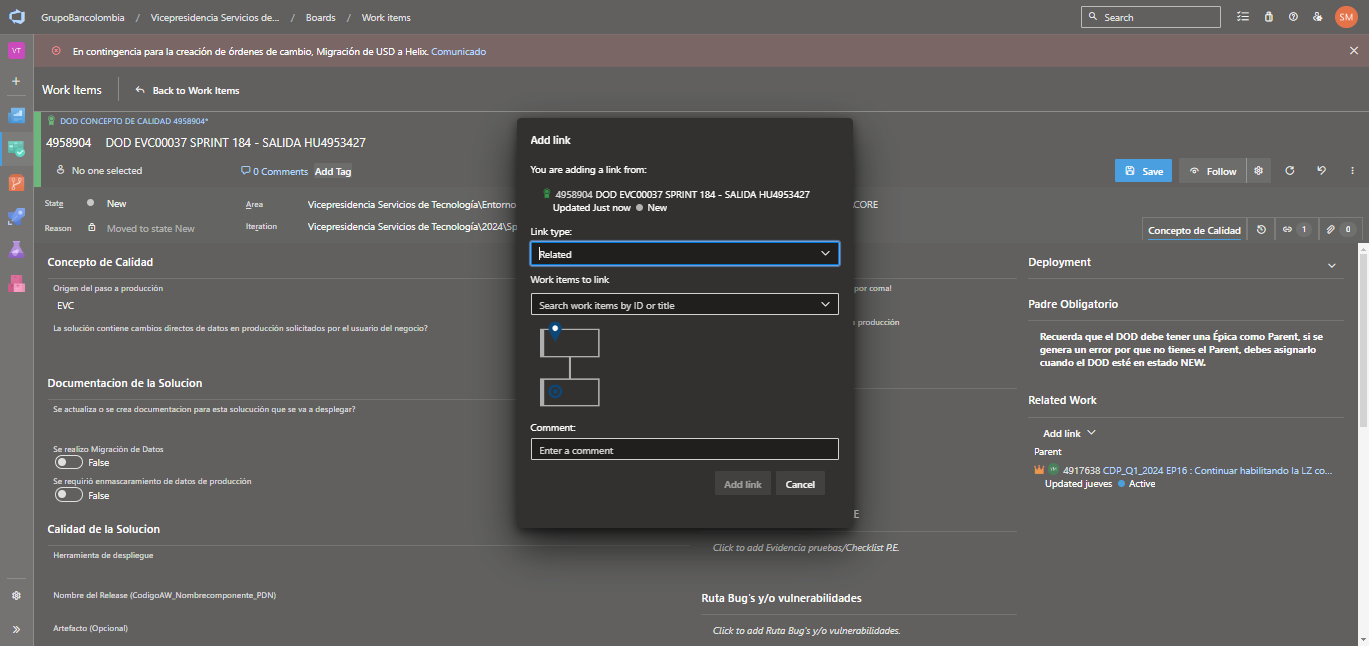 GrupoBancolombia / Vicepresidencia Servicios de... / Boards / Work items
Search
SM
VT
En contingencia para la creación de órdenes de cambio, Migración de USD a Helix. Comunicado
Work Items
Back to Work Items
DOD CONCEPTO DE CALIDAD 4958904*
4958904 DOD EVC00037 SPRINT 184 - SALIDA HU4953427
No one selected
0 Comments
Add Tag
Save
Follow
State
New
Area
Vicepresidencia Servicios de Tecnología\Entorno
CORE
Reason
Moved to state New
Iteration
Vicepresidencia Servicios de Tecnología\2024\Sp
Concepto de Calidad
1
0
Concepto de Calidad
Origen del paso a producción
EVC
La solución contiene cambios directos de datos en producción solicitados por el usuario del negocio?
Documentacion de la Solucion
Se actualiza o se crea documentacion para esta solucución que se va a desplegar?
Se realizo Migración de Datos
False
Se requirió enmascaramiento de datos de producción
False
Calidad de la Solucion
Herramienta de despliegue
Nombre del Release (CodigoAW_Nombrecomponente_PDN)
Artefacto (Opcional)
Add link
You are adding a link from:
4958904 DOD EVC00037 SPRINT 184 - SALIDA HU4953427
Updated Just now
New
Link type:
Related
Work items to link
Search work items by ID or title
Comment:
Enter a comment
Add link
Cancel
por coma!
producción
E
Click to add Evidencia pruebas/Checklist P.E.
Ruta Bug's y/o vulnerabilidades
Click to add Ruta Bug's y/o vulnerabilidades.
Deployment
Padre Obligatorio
Recuerda que el DOD debe tener una Épica como Parent, si se
genera un error por que no tienes el Parent, debes asignarlo
cuando el DOD esté en estado NEW.
Related Work
Add link
Parent
4917638 CDP_Q1_2024 EP16 : Continuar habilitando la LZ co...
Updated jueves
Active